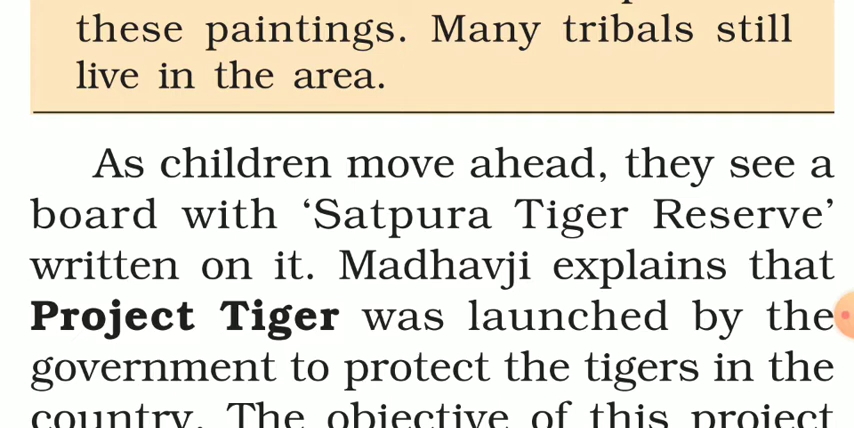 these paintings. Many tribals still
live in the area.
As children move ahead, they see a
board with ‘Satpura Tiger Reserve’
written on it. Madhavji explains that
Project Tiger was launched by the
government to protect the tigers in the
country. The objective of this project